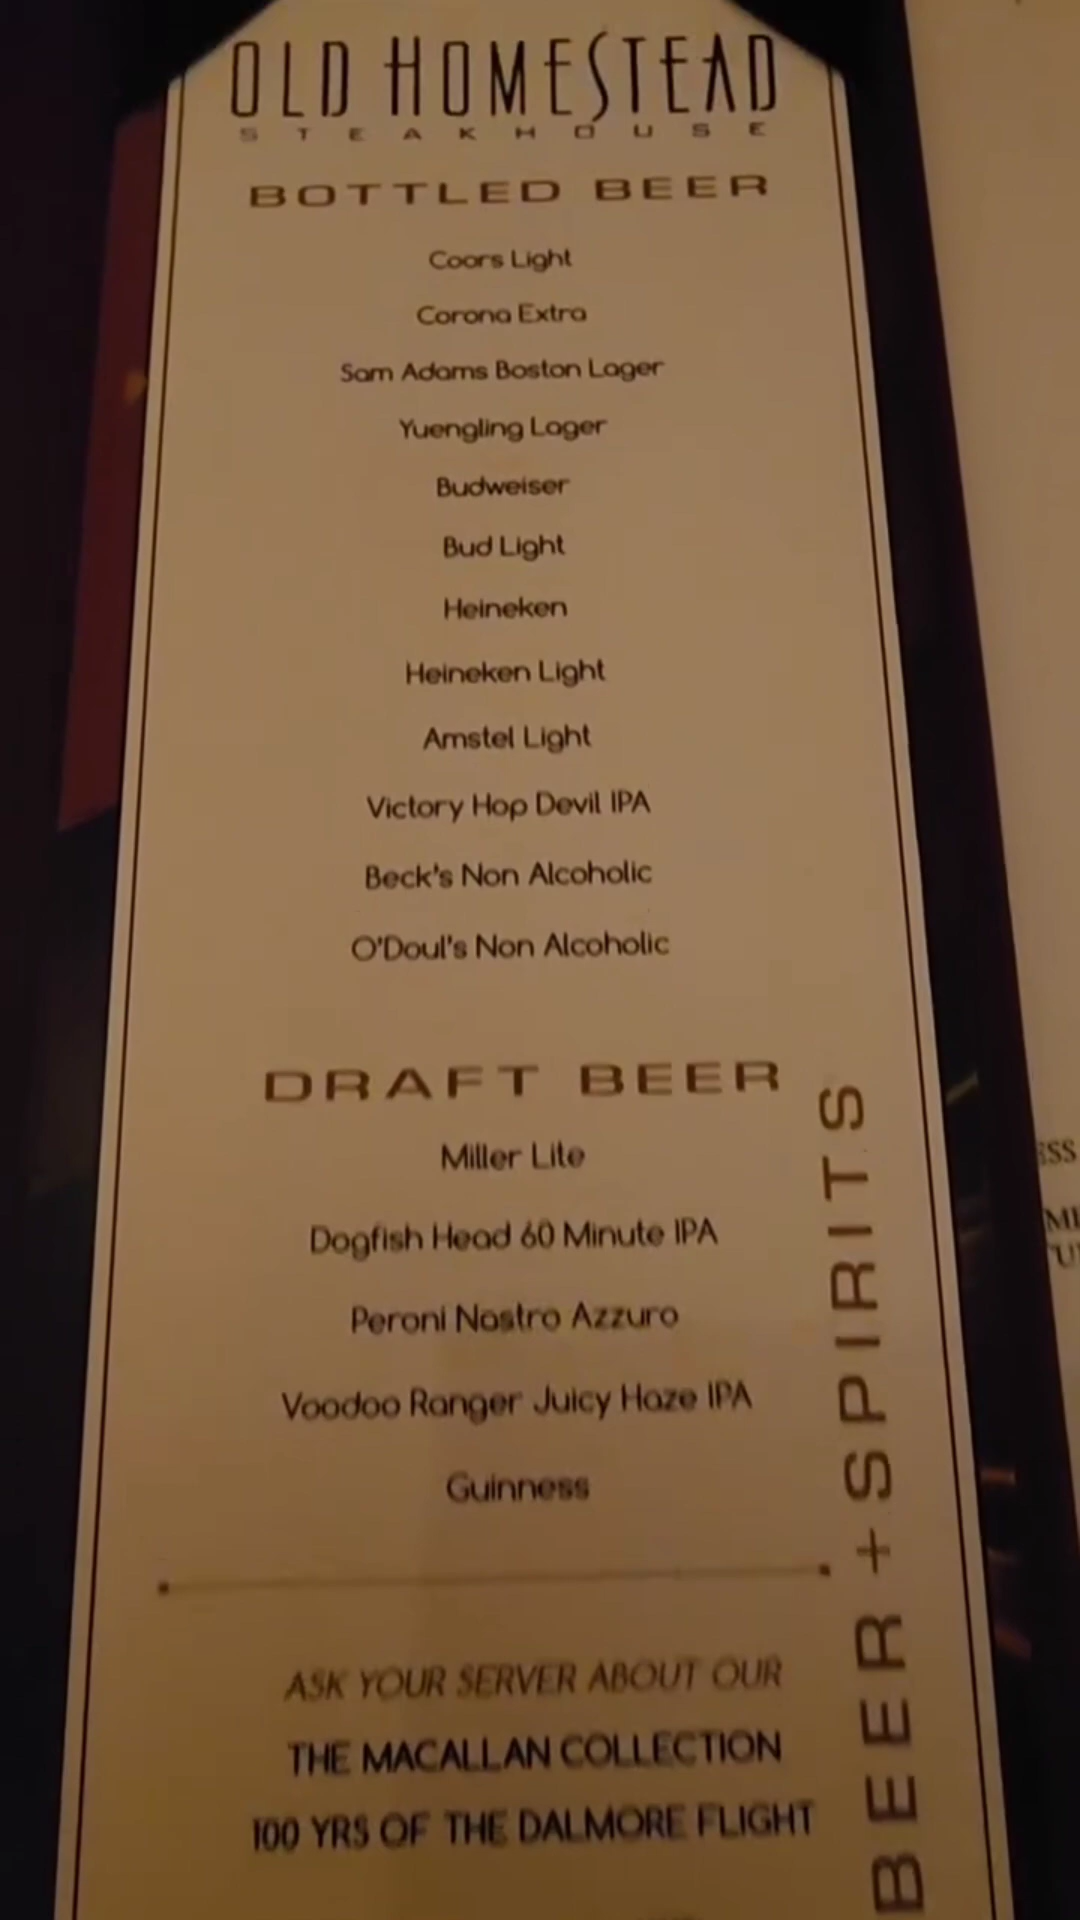 OLD HOMESTEAD
STEAKHOUSE
BOTTLED BEER
Coors Light
Corona Extra
Sam Adams Boston Lager
Yuengling Lager
Budweiser
Bud Light
Heineken
Heineken Light
Amstel Light
Victory Hop Devil IPA
Beck's Non Alcoholic
O'Doul's Non Alcoholic
DRAFT BEER
Miller Lite
Dogfish Head 60 Minute IPA
Peroni Nastro Azzuro
Voodoo Ranger Juicy Haze IPA
Guinness
ASK YOUR SERVER ABOUT OUR
THE MACALLAN COLLECTION
100 YRS OF THE DALMORE FLIGHT
BEER + SPIRITS